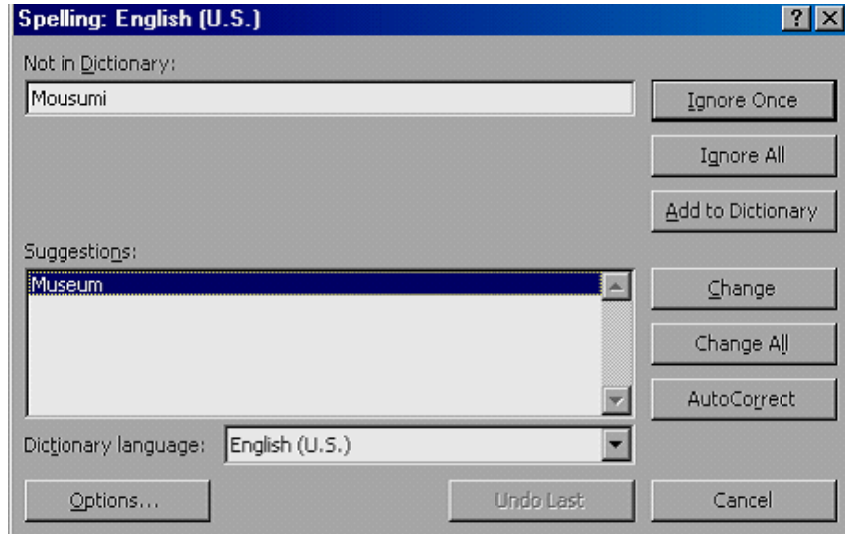 Spelling: English (U.S.)
Not in Dictionary:
Mousumi
Ignore Once
Ignore All
Add to Dictionary
Suggestions:
Museum
Change
Change All
AutoCorrect
Dictionary language: English (U.S.)
Options... Undo Last Cancel